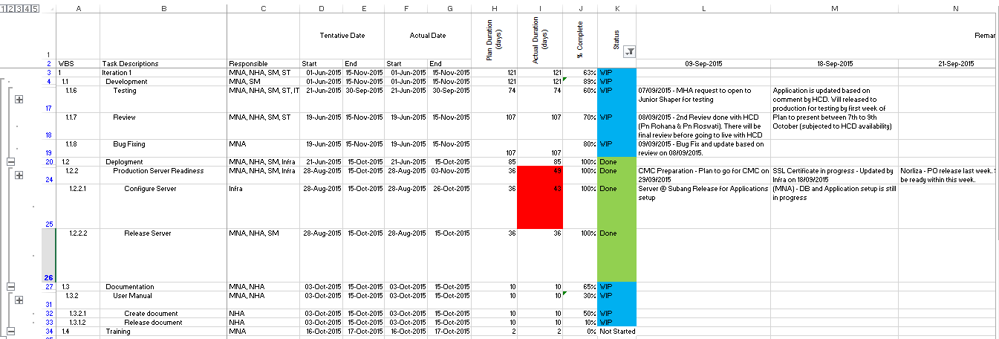 1 2 3 4 5 A B C D E F G H I J K L M N
1 Tentative Date Actual Date Plan Duration (days) Actual Duration (days) % Complete Status Remar
2 WBS Task Descriptions Responsible Start End Start End 09-Sep-2015 18-Sep-2015 21-Sep-2015
3 1 Iteration 1 MNA, NHA, SM, ST 01-Jun-2015 15-Nov-2015 01-Jun-2015 15-Nov-2015 121 121 63% WIP
4 1.1 Development MNA, SM 01-Jun-2015 15-Nov-2015 01-Jun-2015 15-Nov-2015 121 121 89% WIP
1.1.6 Testing MNA, NHA, SM, ST, IT 21-Jun-2015 30-Sep-2015 21-Jun-2015 30-Sep-2015 74 74 60% WIP 07/09/2015 - MHA request to open to Application is updated based on
Junior Shaper for testing comment by HCD. Will released to
17 production for testing by first week of
1.1.7 Review MNA, NHA, SM, ST 19-Jun-2015 15-Nov-2015 19-Jun-2015 15-Nov-2015 107 107 70% WIP 08/09/2015 - 2nd Review done with HCD Plan to present between 7th to 9th
(Pn Rohana & Pn Roswati). There will be October (subjected to HCD availability)
18 final review before going to live with HCD
1.1.8 Bug Fixing MNA 19-Jun-2015 15-Nov-2015 19-Jun-2015 15-Nov-2015 80% WIP 09/09/2015 - Bug Fix and update based on
19 107 107 review on 08/09/2015.
20 1.2 Deployment MNA, NHA, SM, Infra 21-Jun-2015 15-Oct-2015 21-Jun-2015 15-Oct-2015 85 85 100% Done
1.2.2 Production Server Readiness MNA, NHA, SM, Infra 28-Aug-2015 15-Oct-2015 28-Aug-2015 03-Nov-2015 36 49 100% Done CMC Preparation - Plan to go for CMC on SSL Certificate in progress - Updated by Norliza - PO release last week.
24 29/09/2015 Infra on 18/09/2015 be ready within this week.
1.2.2.1 Configure Server Infra 28-Aug-2015 15-Oct-2015 28-Aug-2015 26-Oct-2015 36 43 100% Done Server @ Subang Release for Applications (MNA) - DB and Application setup is still
setup in progress
25
1.2.2.2 Release Server MNA, NHA, SM 28-Aug-2015 15-Oct-2015 28-Aug-2015 15-Oct-2015 36 36 100% Done
26
27 1.3 Documentation MNA, NHA 03-Oct-2015 15-Oct-2015 03-Oct-2015 15-Oct-2015 10 10 65% WIP
1.3.2 User Manual MNA, NHA 03-Oct-2015 15-Oct-2015 03-Oct-2015 15-Oct-2015 10 10 30% WIP
31
32 1.3.2.1 Create document NHA 03-Oct-2015 15-Oct-2015 03-Oct-2015 15-Oct-2015 10 10 50% WIP
33 1.3.1.2 Release document NHA 03-Oct-2015 15-Oct-2015 03-Oct-2015 15-Oct-2015 10 10 10% WIP
34 1.4 Training MNA 16-Oct-2015 17-Oct-2015 16-Oct-2015 17-Oct-2015 2 2 0% Not Started